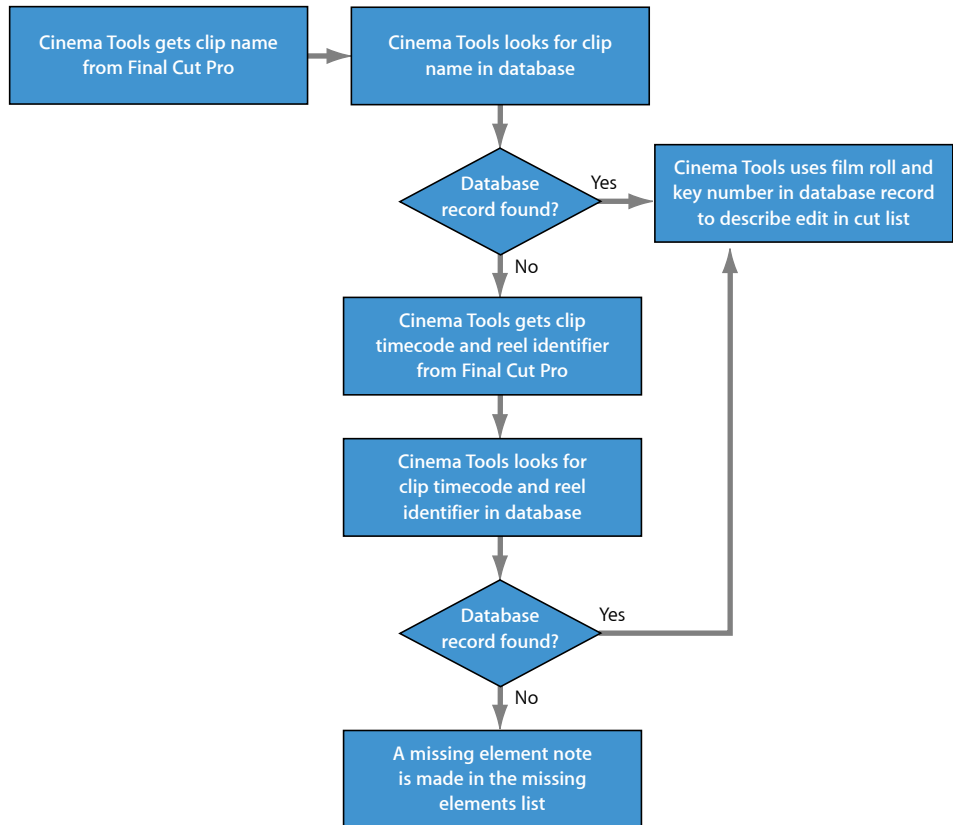 Cinema Tools gets clip name
from Final Cut Pro
Cinema Tools looks for clip
name in database
Database
record found?
Yes
Cinema Tools uses film roll and
key number in database record
to describe edit in cut list
No
Cinema Tools gets clip
timecode and reel identifier
from Final Cut Pro
Cinema Tools looks for
clip timecode and reel
identifier in database
Database
record found?
Yes
No
A missing element note
is made in the missing
elements list